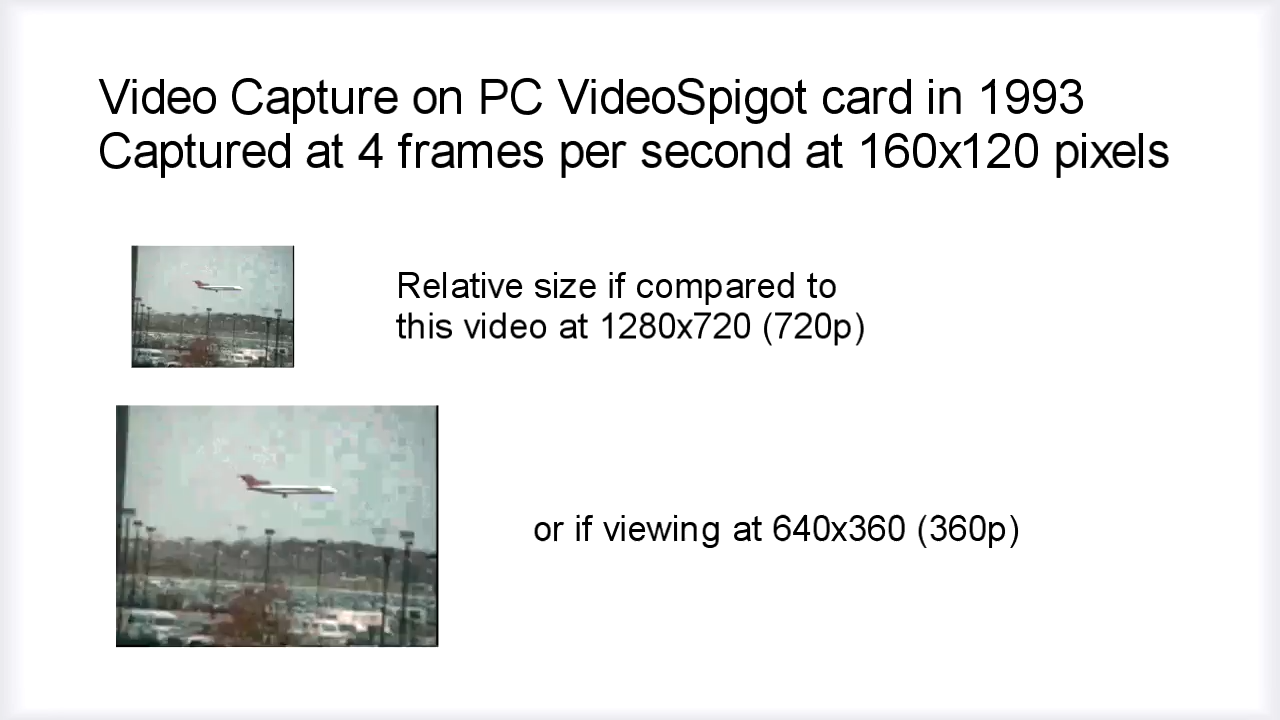 Video Capture on PC VideoSpigot card in 1993
Captured at 4 frames per second at 160x120 pixels
Relative size if compared to
this video at 1280x720 (720p)
or if viewing at 640x360 (360p)